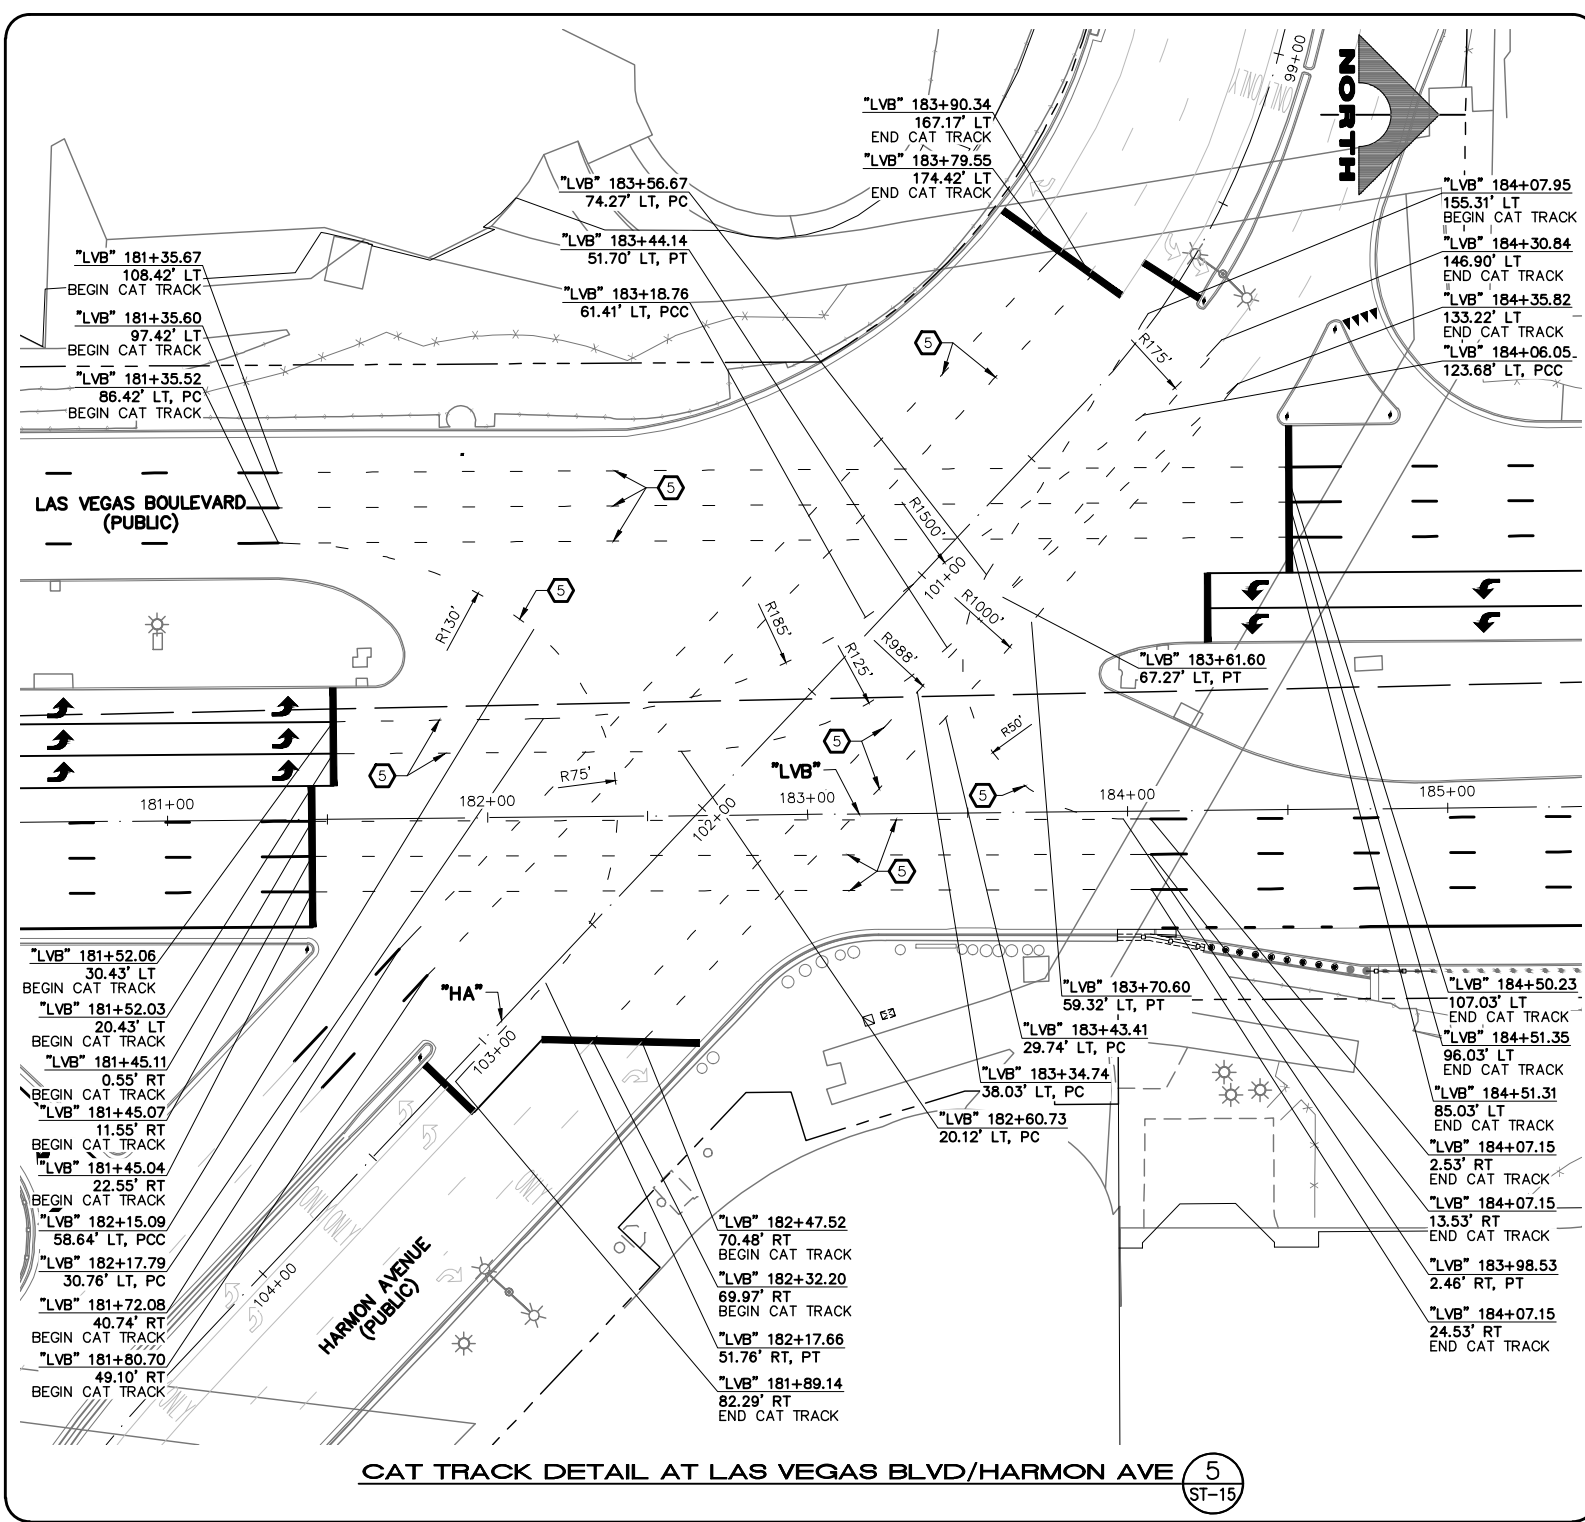 "LVB" 183+90.34
167.17' LT
END CAT TRACK
"LVB" 183+79.55
174.42' LT
END CAT TRACK
ONLY
ONLY
99+00
NORTH
"LVB" 183+56.67
74.27' LT, PC
"LVB" 183+44.14
51.70' LT, PT
"LVB" 183+18.76
61.41' LT, PCC
"LVB" 181+35.67
108.42' LT
BEGIN CAT TRACK
"LVB" 181+35.60
97.42' LT
BEGIN CAT TRACK
"LVB" 181+35.52
86.42' LT, PC
BEGIN CAT TRACK
"LVB" 184+07.95
155.31' LT
BEGIN CAT TRACK
"LVB" 184+30.84
146.90' LT
END CAT TRACK
"LVB" 184+35.82
133.22' LT
END CAT TRACK
"LVB" 184+06.05
123.68' LT, PCC
5
R175'
LAS VEGAS BOULEVARD
(PUBLIC)
5
R1500'
101+00
5
R130'
R185'
R125'
R988'
R1000'
"LVB" 183+61.60
67.27' LT, PT
5
5
R50'
R75'
"LVB"
5
181+00
182+00
183+00
184+00
185+00
102+00
5
"LVB" 181+52.06
30.43' LT
BEGIN CAT TRACK
"LVB" 181+52.03
20.43' LT
BEGIN CAT TRACK
"LVB" 181+45.11
0.55' RT
BEGIN CAT TRACK
"LVB" 181+45.07
11.55' RT
BEGIN CAT TRACK
"LVB" 181+45.04
22.55' RT
BEGIN CAT TRACK
"LVB" 182+15.09
58.64' LT, PCC
"LVB" 182+17.79
30.76' LT, PC
"LVB" 181+72.08
40.74' RT
BEGIN CAT TRACK
"LVB" 181+80.70
49.10' RT
BEGIN CAT TRACK
"HA"
103+00
104+00
ONLY
ONLY
ONLY
ONLY
HARMON AVENUE
(PUBLIC)
"LVB" 183+70.60
59.32' LT, PT
"LVB" 183+43.41
29.74' LT, PC
"LVB" 183+34.74
38.03' LT, PC
"LVB" 182+60.73
20.12' LT, PC
"LVB" 182+47.52
70.48' RT
BEGIN CAT TRACK
"LVB" 182+32.20
69.97' RT
BEGIN CAT TRACK
"LVB" 182+17.66
51.76' RT, PT
"LVB" 181+89.14
82.29' RT
END CAT TRACK
"LVB" 184+50.23
107.03' LT
END CAT TRACK
"LVB" 184+51.35
96.03' LT
END CAT TRACK
"LVB" 184+51.31
85.03' LT
END CAT TRACK
"LVB" 184+07.15
2.53' RT
END CAT TRACK
"LVB" 184+07.15
13.53' RT
END CAT TRACK
"LVB" 183+98.53
2.46' RT, PT
"LVB" 184+07.15
24.53' RT
END CAT TRACK
CAT TRACK DETAIL AT LAS VEGAS BLVD/HARMON AVE
5
ST-15